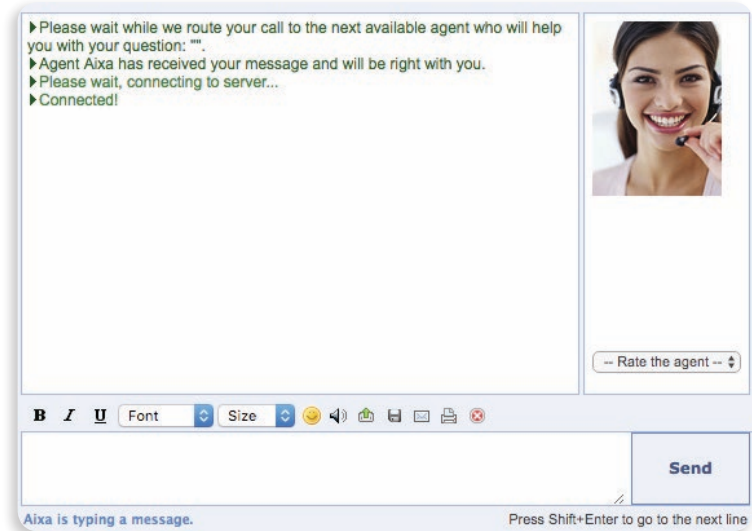 Please wait while we route your call to the next available agent who will help
you with your question: "".
Agent Aixa has received your message and will be right with you.
Please wait, connecting to server...
Connected!
-- Rate the agent --
B I U Font Size
Send
Aixa is typing a message.
Press Shift+Enter to go to the next line